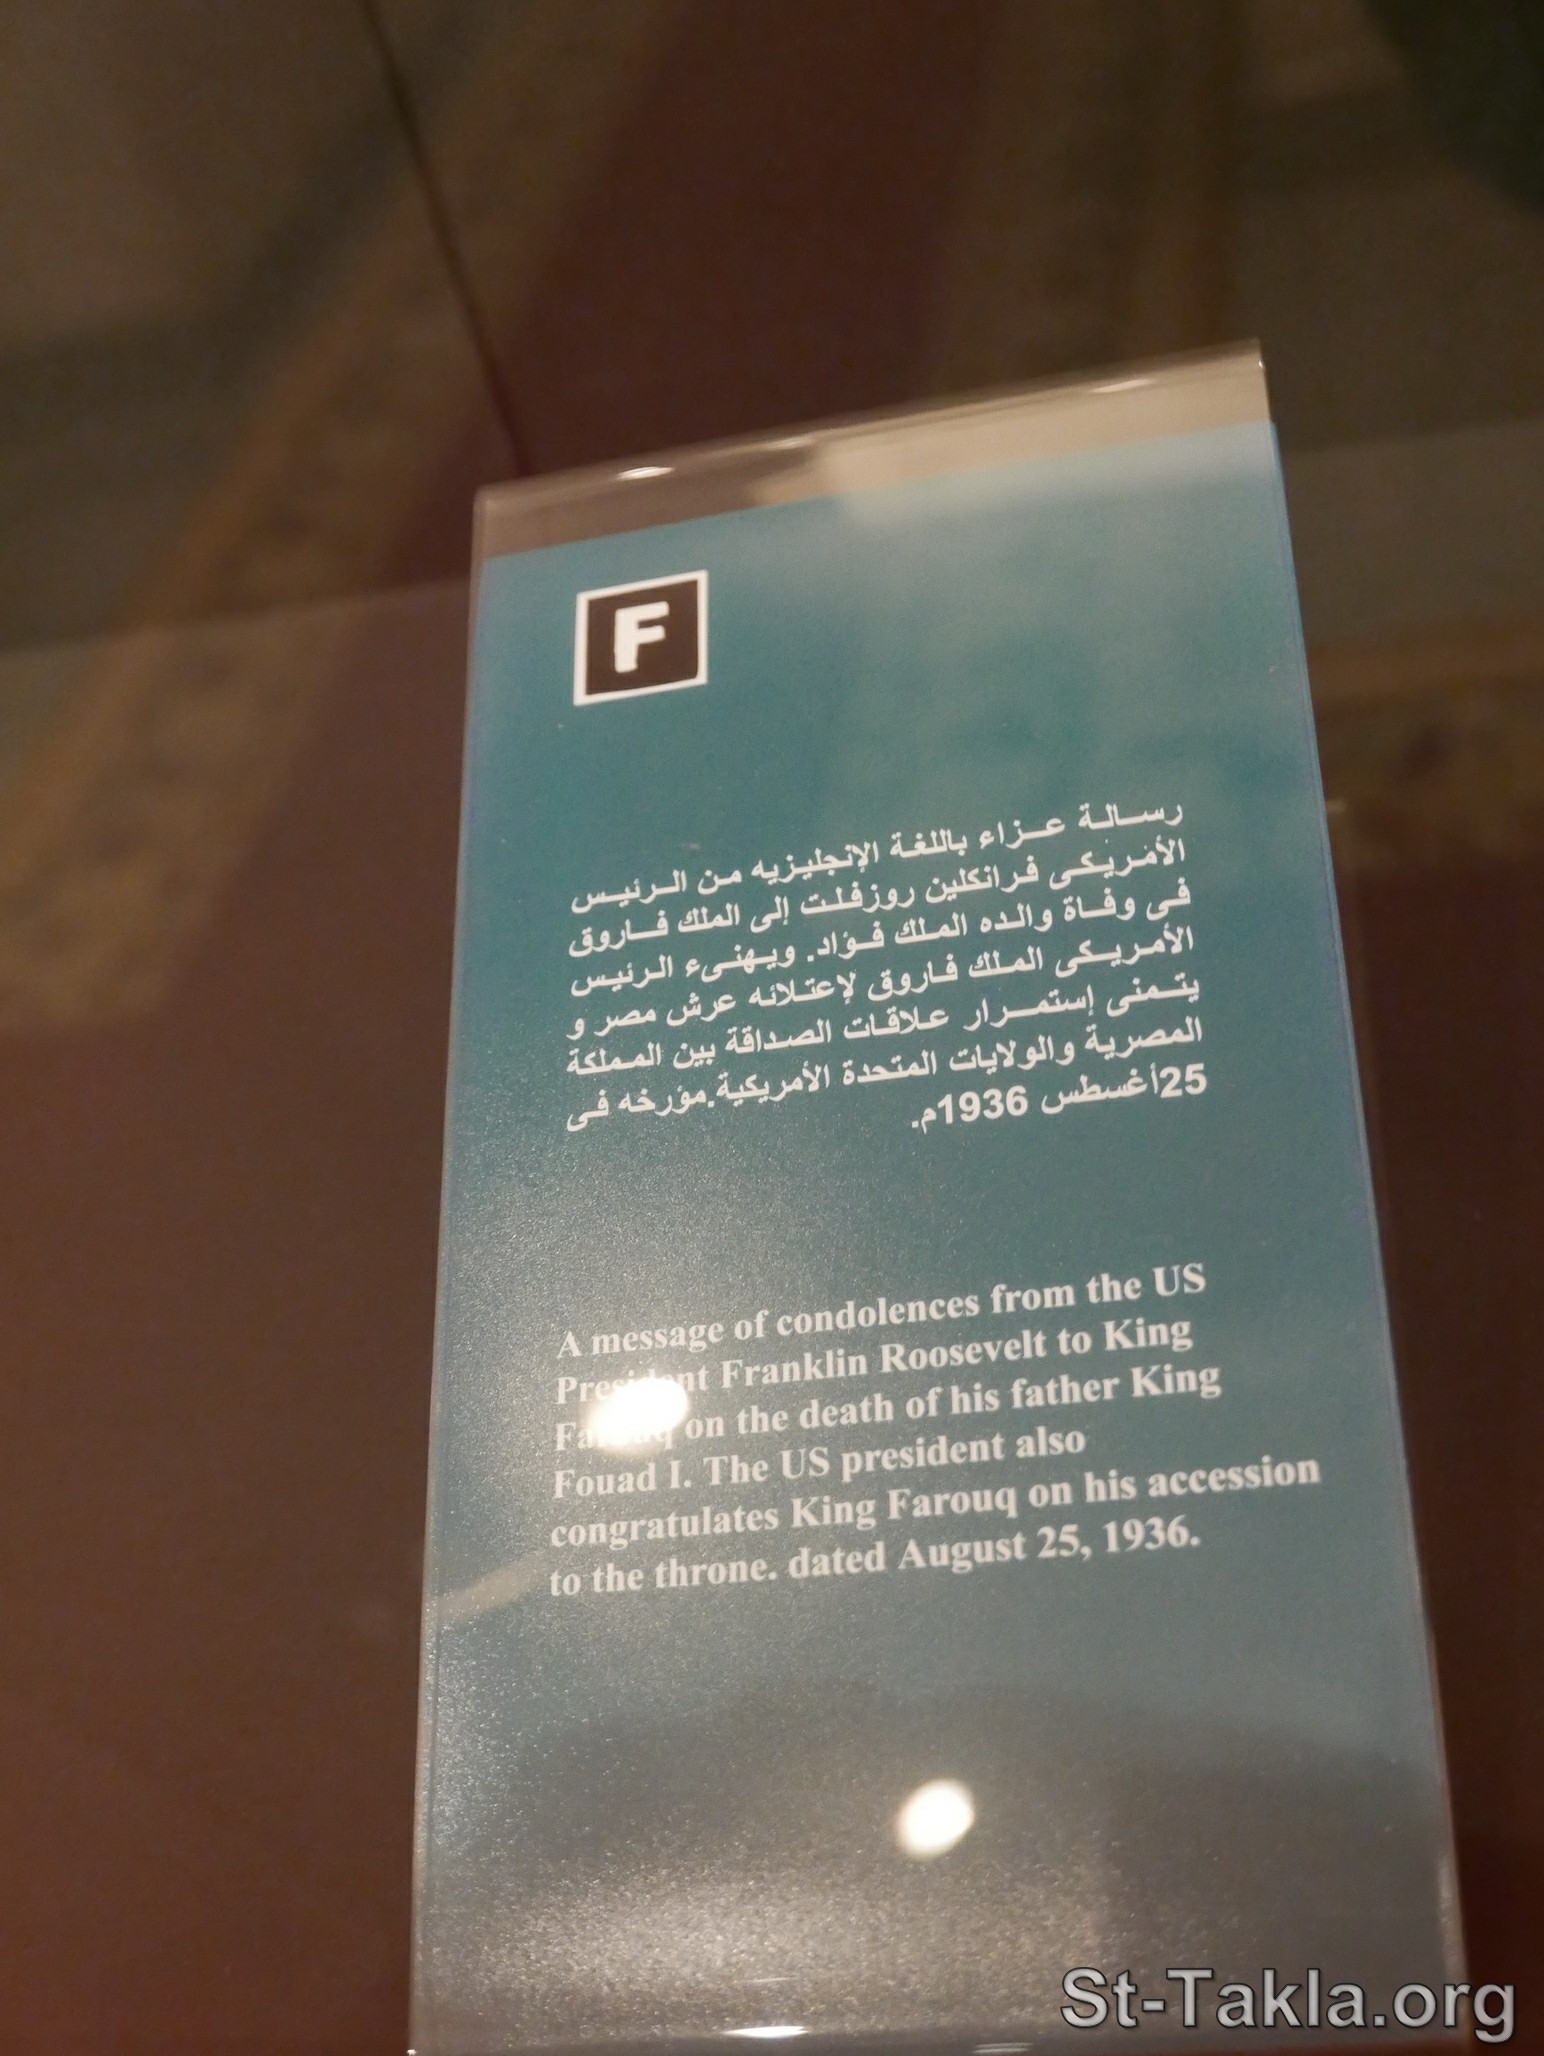 F
رسالة عزاء باللغة الإنجليزيه من الرئيس
الأمريكى فرانكلين روزفلت إلى الملك فاروق
فى وفاة والده الملك فؤاد. ويهنىء الرئيس
الأمريكى الملك فاروق لإعتلائه عرش مصر و
يتمنى إستمرار علاقات الصداقة بين المملكة
المصرية والولايات المتحدة الأمريكية.مؤرخه فى
25أغسطس 1936م.
A message of condolences from the US
President Franklin Roosevelt to King
Farouq on the death of his father King
Fouad I. The US president also
congratulates King Farouq on his accession
to the throne. dated August 25, 1936.
St-Takla.org